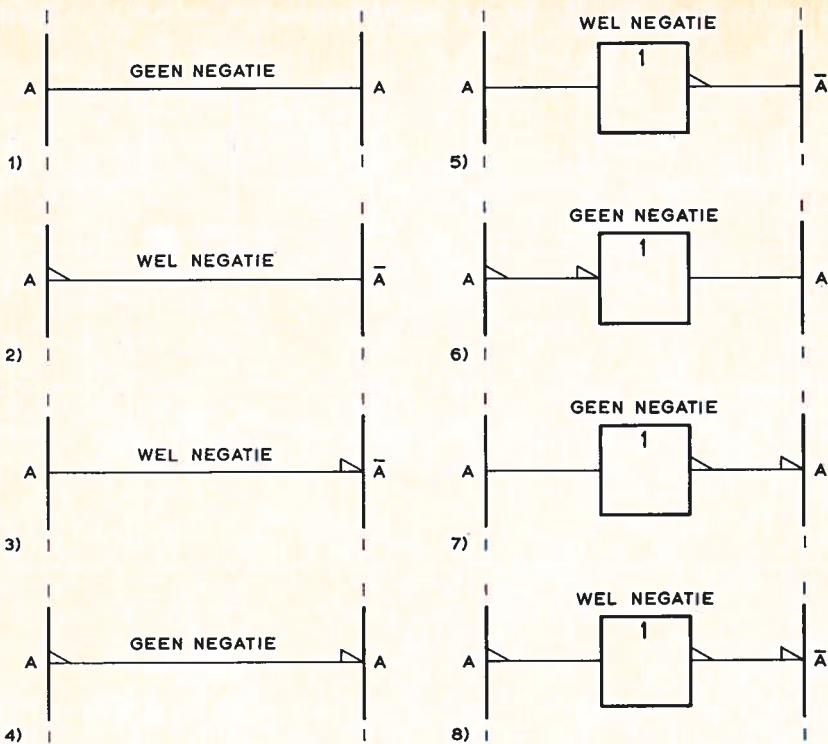 GEEN NEGATIE
A A
1)
WEL NEGATIE
A A̅
2)
WEL NEGATIE
A A̅
3)
GEEN NEGATIE
A A
4)
WEL NEGATIE
1
A A̅
5)
GEEN NEGATIE
1
A A
6)
GEEN NEGATIE
1
A A
7)
WEL NEGATIE
1
A A̅
8)